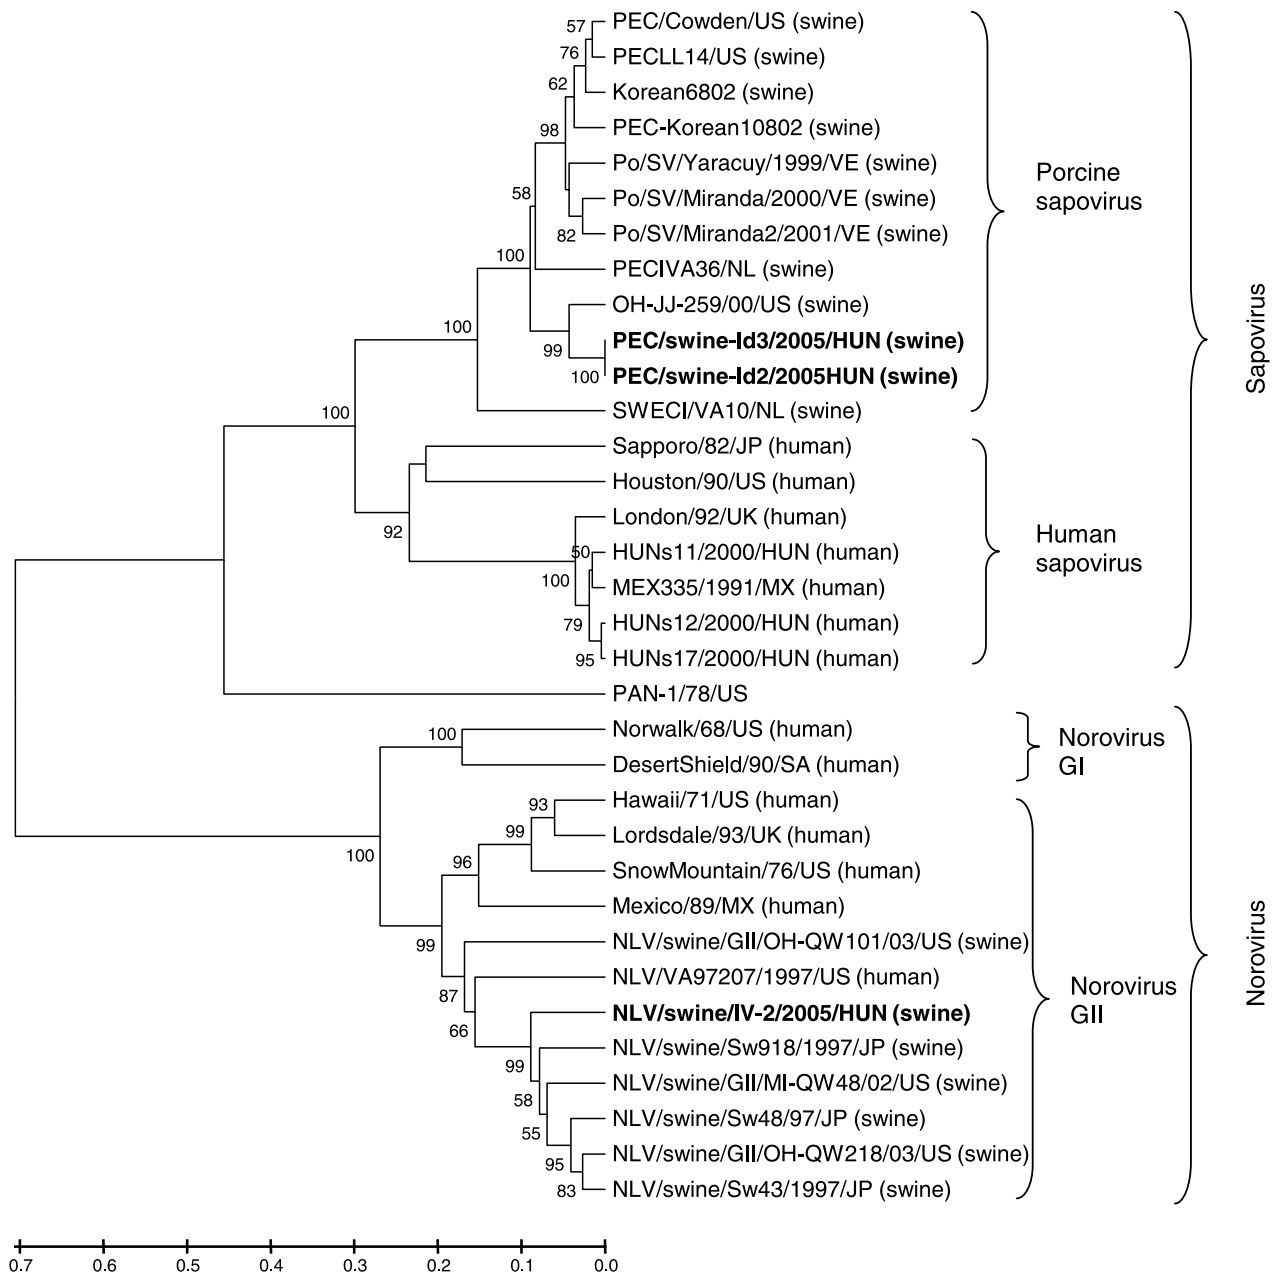 57
PEC/Cowden/US (swine)
76
PECLL14/US (swine)
62
Korean6802 (swine)
98
PEC-Korean10802 (swine)
Po/SV/Yaracuy/1999/VE (swine)
58
Po/SV/Miranda/2000/VE (swine)
82
Po/SV/Miranda2/2001/VE (swine)
100
PECIVA36/NL (swine)
OH-JJ-259/00/US (swine)
100
PEC/swine-Id3/2005/HUN (swine)
99
100
PEC/swine-Id2/2005HUN (swine)
100
SWECI/VA10/NL (swine)
Porcine
sapovirus
Sapporo/82/JP (human)
Houston/90/US (human)
92
London/92/UK (human)
50
HUNs11/2000/HUN (human)
100
MEX335/1991/MX (human)
79
HUNs12/2000/HUN (human)
95
HUNs17/2000/HUN (human)
Human
sapovirus
Sapovirus
PAN-1/78/US
100
Norwalk/68/US (human)
DesertShield/90/SA (human)
Norovirus
GI
93
Hawaii/71/US (human)
99
Lordsdale/93/UK (human)
100
96
SnowMountain/76/US (human)
Mexico/89/MX (human)
99
NLV/swine/GII/OH-QW101/03/US (swine)
87
NLV/VA97207/1997/US (human)
66
NLV/swine/IV-2/2005/HUN (swine)
99
NLV/swine/Sw918/1997/JP (swine)
58
NLV/swine/GII/MI-QW48/02/US (swine)
55
NLV/swine/Sw48/97/JP (swine)
95
NLV/swine/GII/OH-QW218/03/US (swine)
83
NLV/swine/Sw43/1997/JP (swine)
Norovirus
GII
Norovirus
0.7 0.6 0.5 0.4 0.3 0.2 0.1 0.0